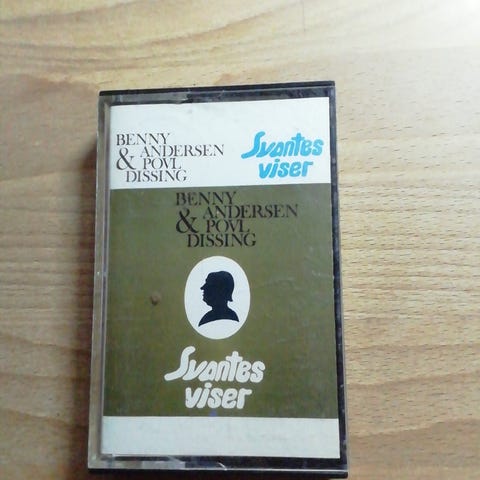 BENNY
& ANDERSEN
POVL
DISSING
Svantes
viser
BENNY
& ANDERSEN
POVL
DISSING
Svantes
viser